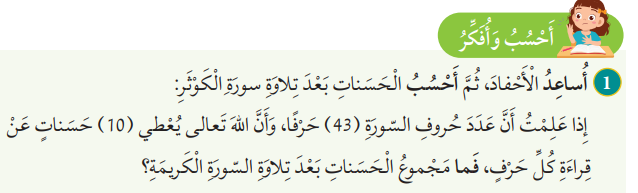 أَحْسُبُ وَأُفَكِّرُ
1 أُساعِدُ الْأَحْفادَ، ثُمَّ أَحْسُبُ الْحَسَناتِ بَعْدَ تِلاوَةِ سورَةِ الْكَوْثَرِ:
إِذا عَلِمْتُ أَنَّ عَدَدَ حُروفِ السّورَةِ (43) حَرْفًا، وَأَنَّ اللهَ تَعالى يُعْطي (10) حَسَناتٍ عَنْ
قِراءَةِ كُلِّ حَرْفٍ، فَما مَجْموعُ الْحَسَناتِ بَعْدَ تِلاوَةِ السّورَةِ الْكَريمَةِ؟